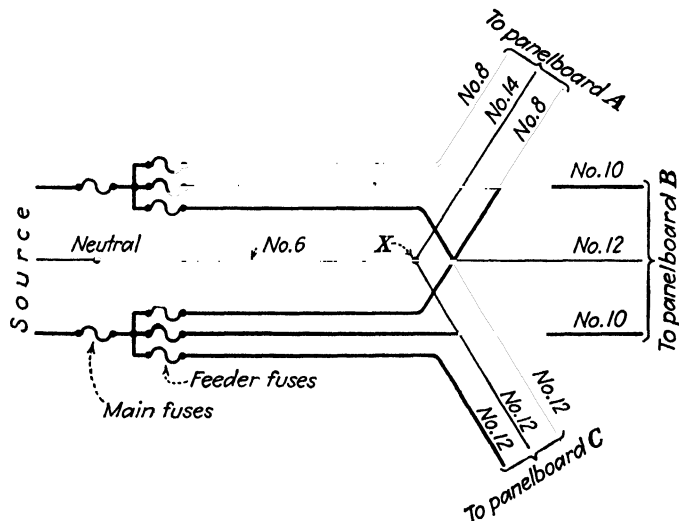 To panelboard A
No.8
No.14
No.8
No.10
Neutral
No.6
X
No.12
No.10
Source
To panelboard B
Feeder fuses
Main fuses
No.12
No.12
No.12
To panelboard C